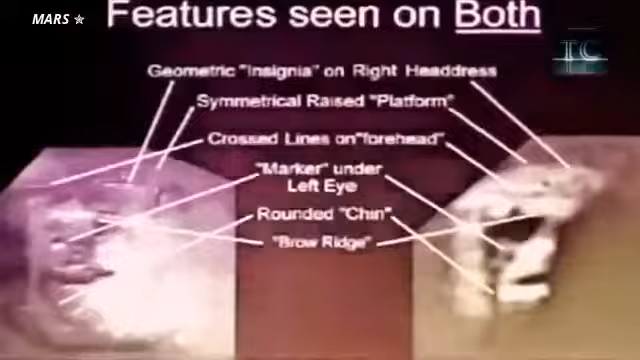 MARS ☆
Features seen on Both
TC
Geometric "Insignia" on Right Headdress
Symmetrical Raised "Platform"
Crossed Lines on"forehead"
"Marker" under
Left Eye
Rounded "Chin"
"Brow Ridge"